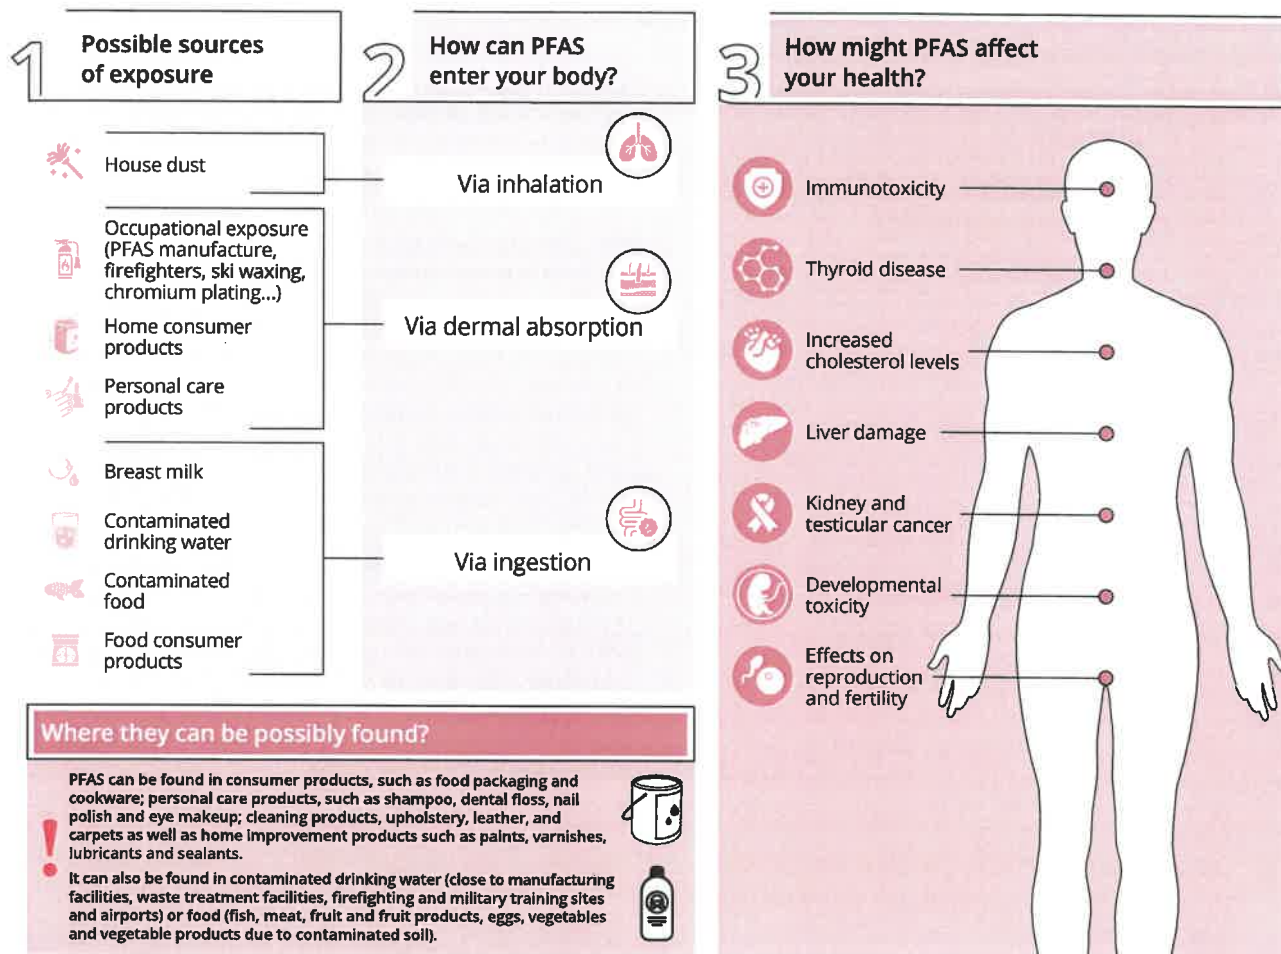 1
Possible sources
of exposure
House dust
Occupational exposure
(PFAS manufacture,
firefighters, ski waxing,
chromium plating...)
Home consumer
products
Personal care
products
Breast milk
Contaminated
drinking water
Contaminated
food
Food consumer
products
2
How can PFAS
enter your body?
Via inhalation
Via dermal absorption
Via ingestion
3
How might PFAS affect
your health?
Immunotoxicity
Thyroid disease
Increased
cholesterol levels
Liver damage
Kidney and
testicular cancer
Developmental
toxicity
Effects on
reproduction
and fertility
Where they can be possibly found?
!
PFAS can be found in consumer products, such as food packaging and
cookware; personal care products, such as shampoo, dental floss, nail
polish and eye makeup; cleaning products, upholstery, leather, and
carpets as well as home improvement products such as paints, varnishes,
lubricants and sealants.
It can also be found in contaminated drinking water (close to manufacturing
facilities, waste treatment facilities, firefighting and military training sites
and airports) or food (fish, meat, fruit and fruit products, eggs, vegetables
and vegetable products due to contaminated soil).